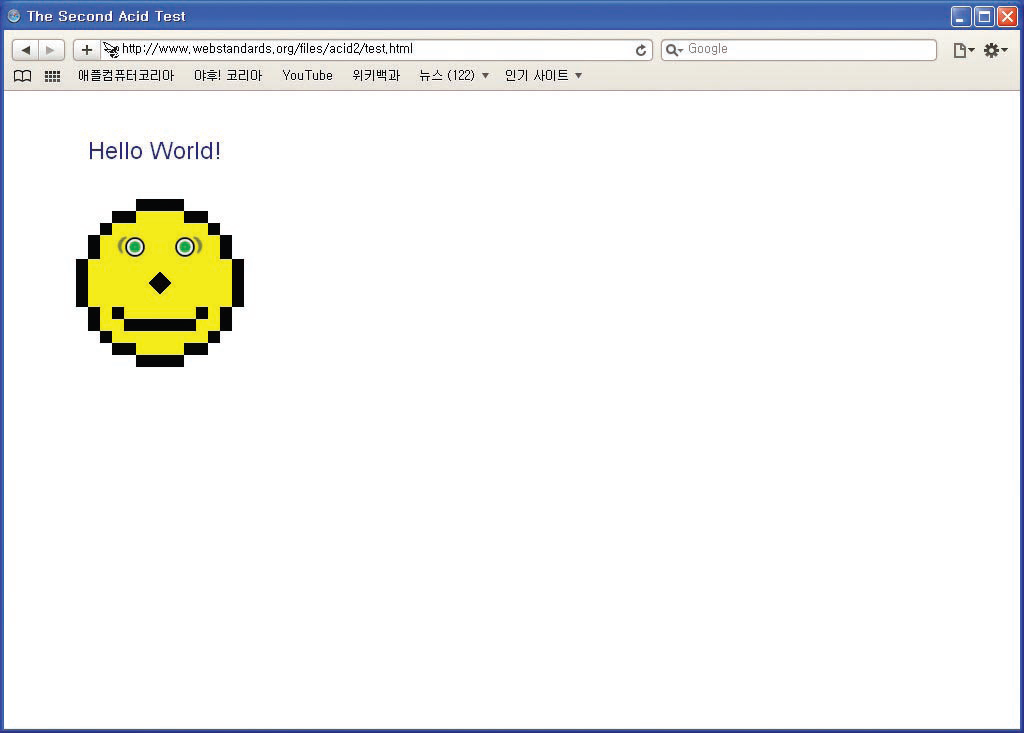 The Second Acid Test
http://www.webstandards.org/files/acid2/test.html
Google
애플컴퓨터코리아 야후! 코리아 YouTube 위키백과 뉴스 (122) 인기 사이트
Hello World!